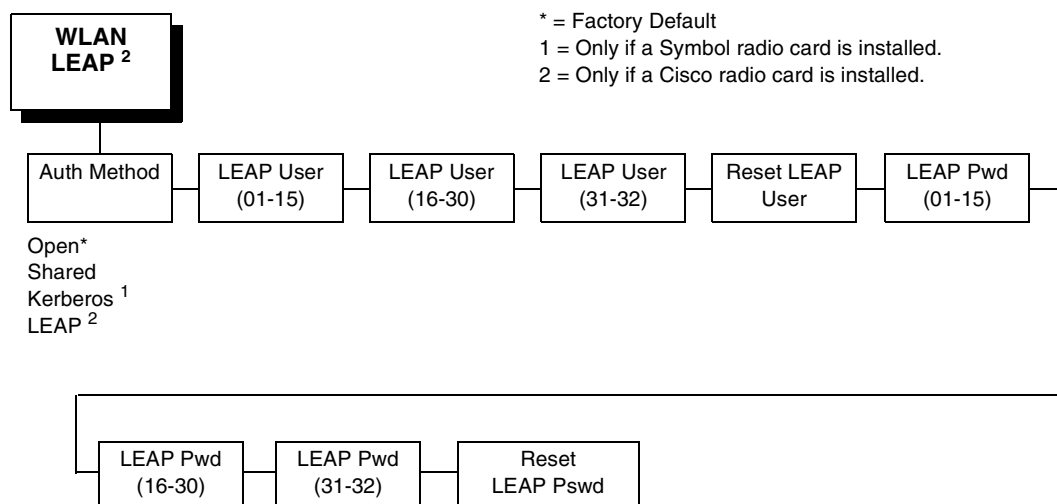 WLAN
LEAP 2
* = Factory Default
1 = Only if a Symbol radio card is installed.
2 = Only if a Cisco radio card is installed.
Auth Method
LEAP User
(01-15)
LEAP User
(16-30)
LEAP User
(31-32)
Reset LEAP
User
LEAP Pwd
(01-15)
Open*
Shared
Kerberos 1
LEAP 2
LEAP Pwd
(16-30)
LEAP Pwd
(31-32)
Reset
LEAP Pswd